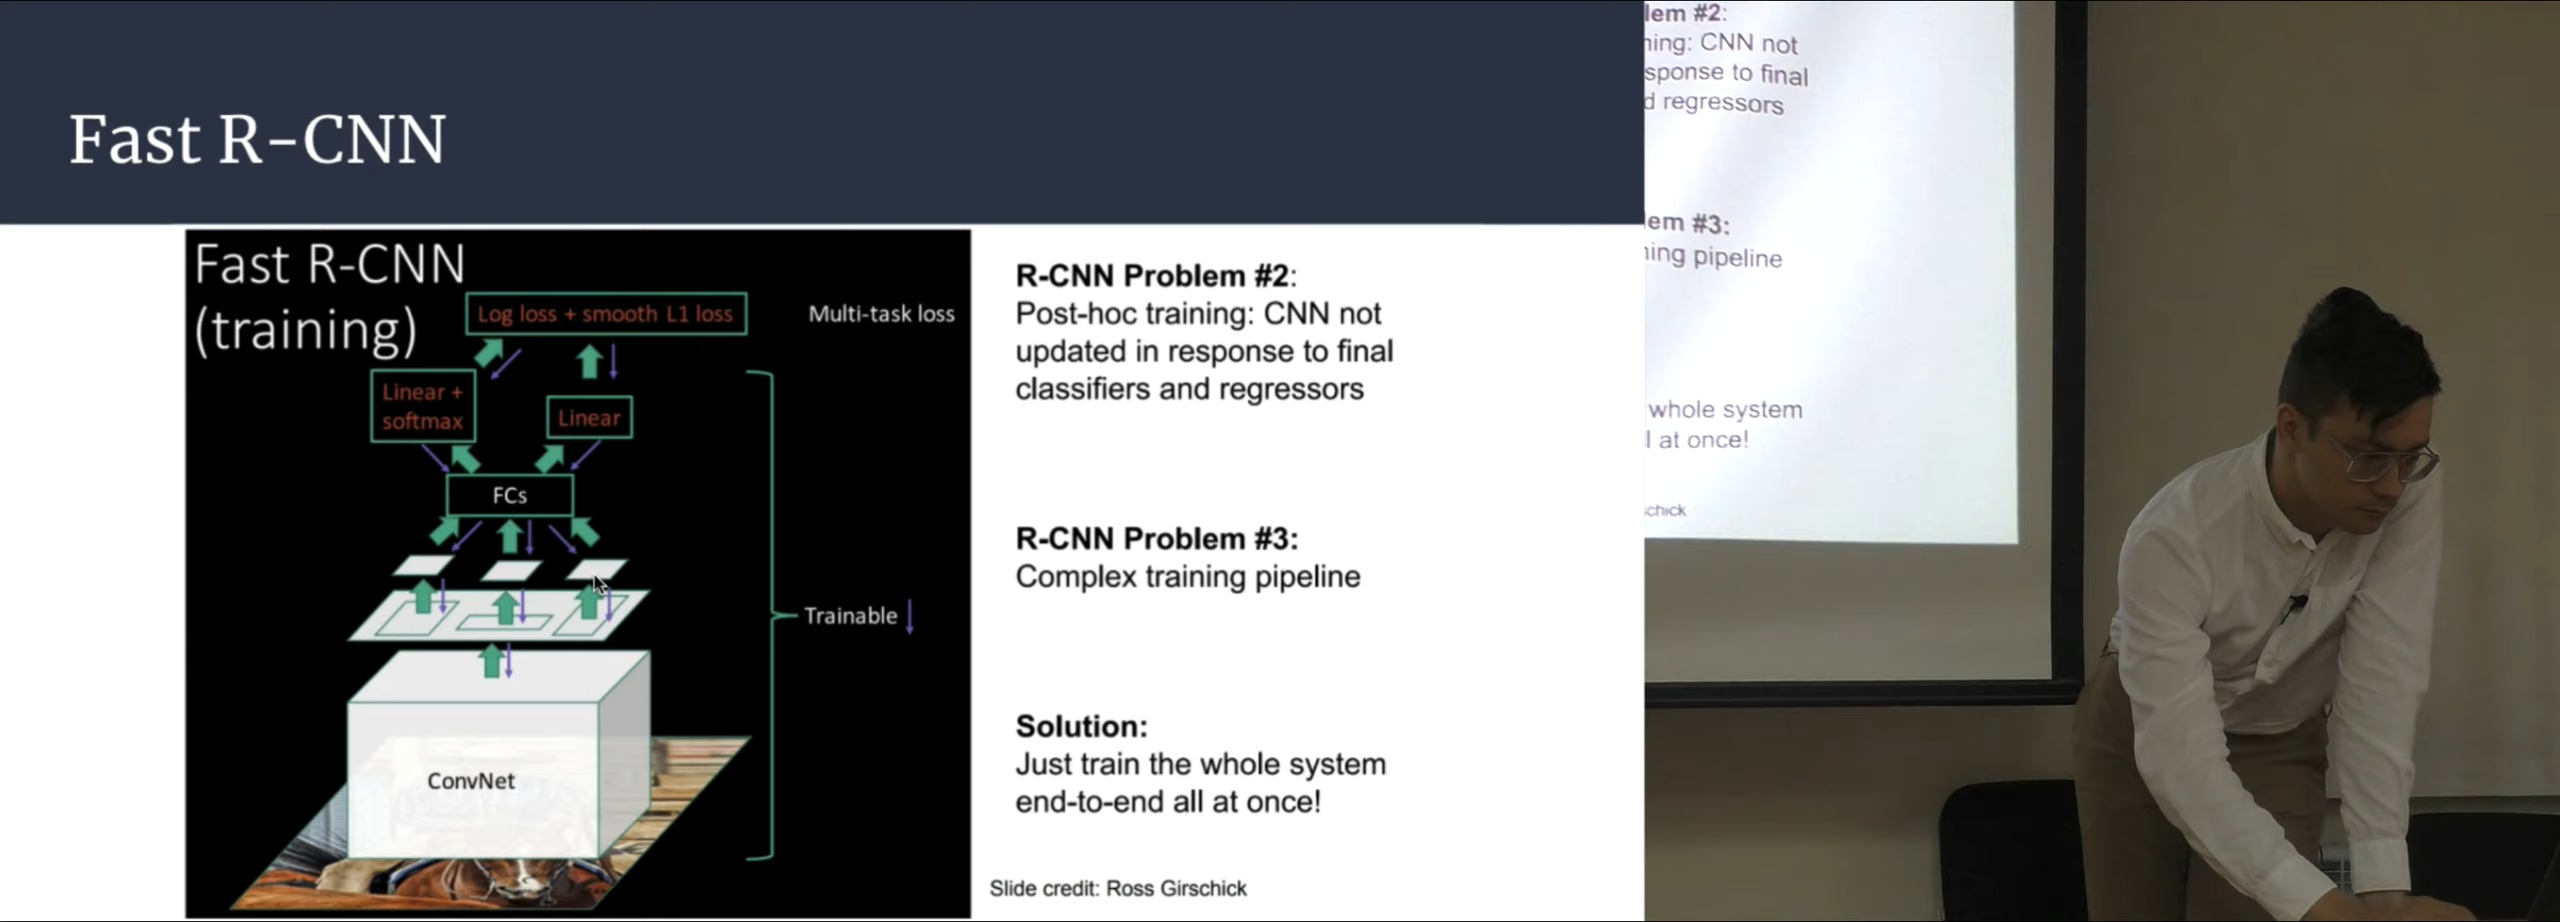 Fast R-CNN
Fast R-CNN
(training)
Log loss + smooth L1 loss
Multi-task loss
Linear +
softmax
Linear
FCs
Trainable
ConvNet
R-CNN Problem #2:
Post-hoc training: CNN not
updated in response to final
classifiers and regressors
R-CNN Problem #3:
Complex training pipeline
Solution:
Just train the whole system
end-to-end all at once!
Slide credit: Ross Girschick
lem #2:
ning: CNN not
sponse to final
d regressors
em #3:
ning pipeline
whole system
l at once!
schick